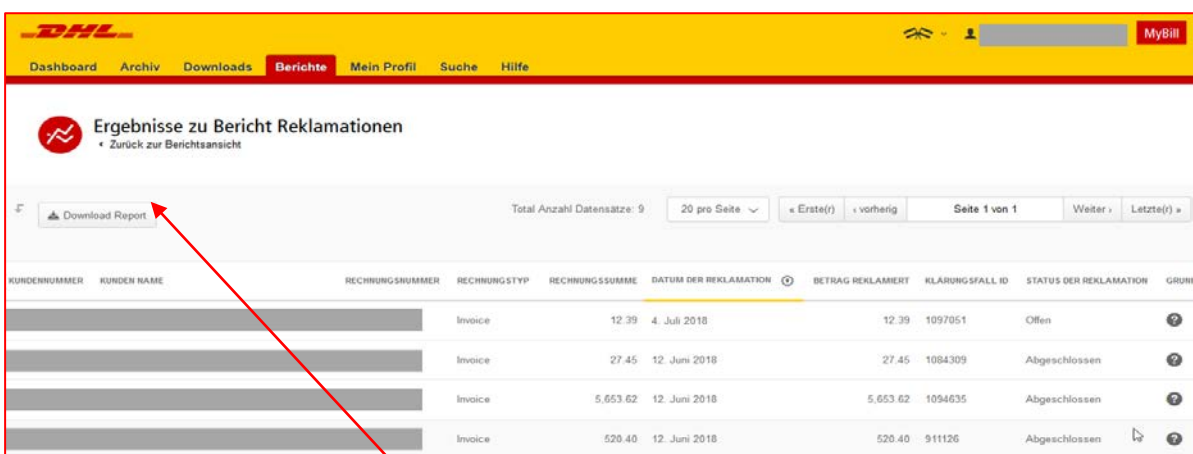 DHL
MyBill
Dashboard Archiv Downloads Berichte Mein Profil Suche Hilfe
Ergebnisse zu Bericht Reklamationen
‹ Zurück zur Berichtsansicht
Download Report Total Anzahl Datensätze: 9 20 pro Seite « Erste(r) ‹ vorherig Seite 1 von 1 Weiter › Letzte(r) »
KUNDENNUMMER KUNDEN NAME RECHNUNGSNUMMER RECHNUNGSTYP RECHNUNGSSUMME DATUM DER REKLAMATION BETRAG REKLAMIERT KLÄRUNGSFALL ID STATUS DER REKLAMATION
Invoice 12.39 4. Juli 2018 12.39 1097051 Offen
Invoice 27.45 12. Juni 2018 27.45 1084309 Abgeschlossen
Invoice 5,653.62 12. Juni 2018 5,653.62 1094635 Abgeschlossen
Invoice 520.40 12. Juni 2018 520.40 911126 Abgeschlossen